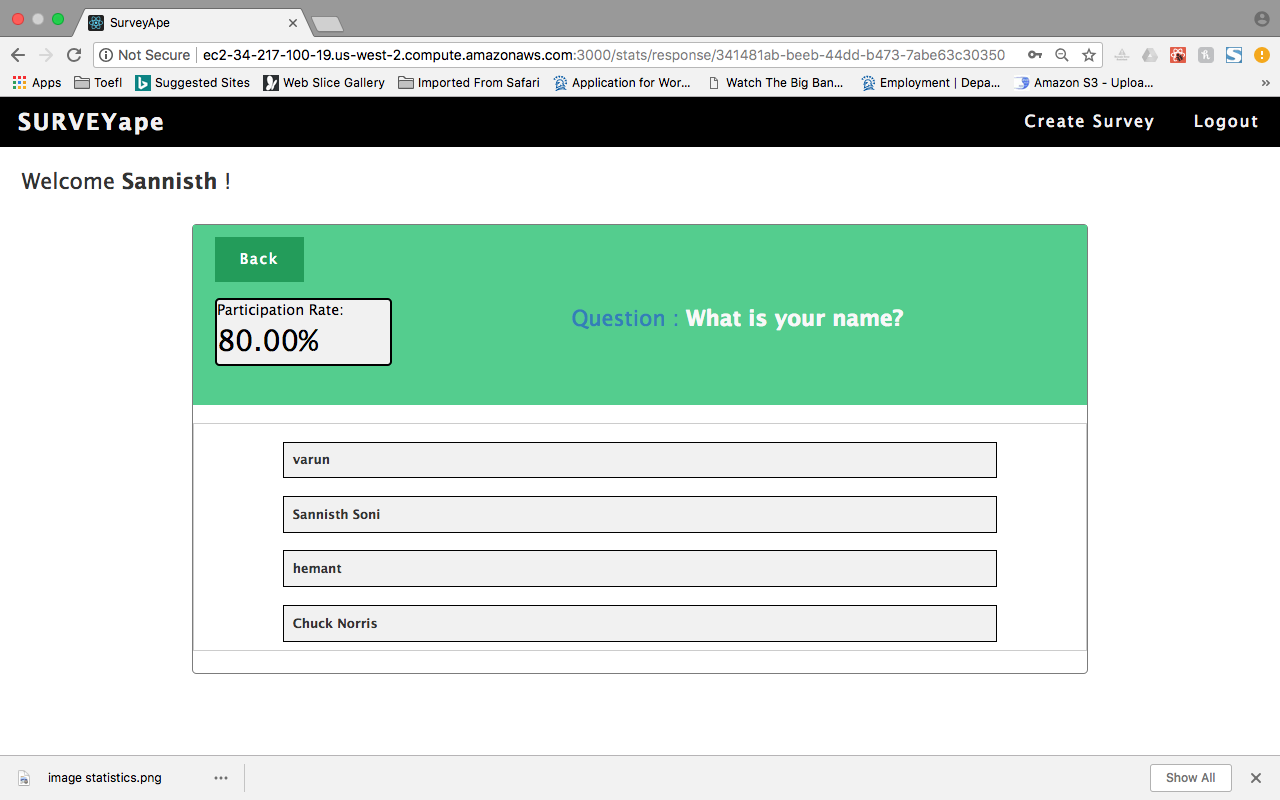 SurveyApe
Not Secure ec2-34-217-100-19.us-west-2.compute.amazonaws.com:3000/stats/response/341481ab-beeb-44dd-b473-7abe63c30350
Apps Toefl Suggested Sites Web Slice Gallery Imported From Safari Application for Wor... Watch The Big Ban... Employment | Depa... Amazon S3 - Uploa... »
SURVEYape Create Survey Logout
Welcome Sannisth !
Back
Participation Rate:
80.00%
Question : What is your name?
varun
Sannisth Soni
hemant
Chuck Norris
image statistics.png Show All